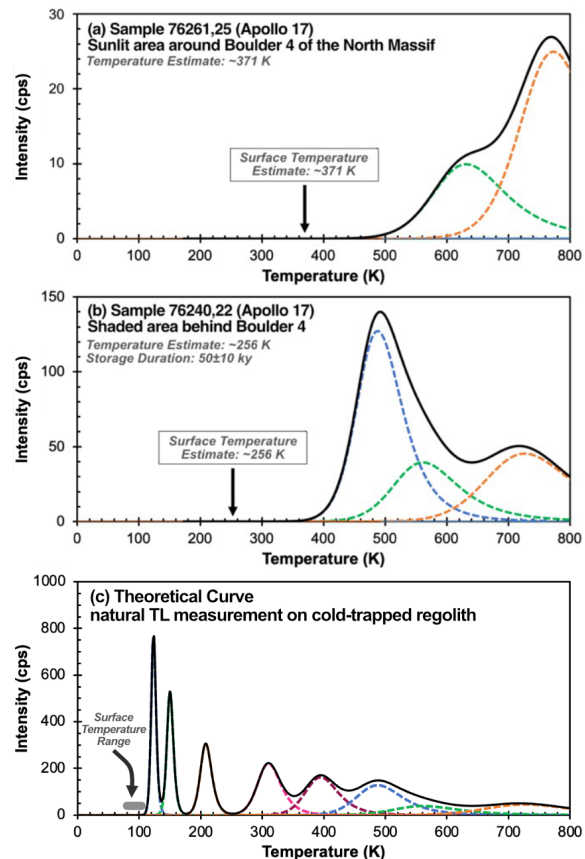 (a) Sample 76261,25 (Apollo 17)
Sunlit area around Boulder 4 of the North Massif
Temperature Estimate: ~371 K
Surface Temperature
Estimate: ~371 K
Intensity (cps)
30
20
10
0
0 100 200 300 400 500 600 700 800
Temperature (K)
(b) Sample 76240,22 (Apollo 17)
Shaded area behind Boulder 4
Temperature Estimate: ~256 K
Storage Duration: 50±10 ky
Surface Temperature
Estimate: ~256 K
Intensity (cps)
150
100
50
0
0 100 200 300 400 500 600 700 800
Temperature (K)
(c) Theoretical Curve
natural TL measurement on cold-trapped regolith
Surface
Temperature
Range
Intensity (cps)
1000
800
600
400
200
0
0 100 200 300 400 500 600 700 800
Temperature (K)